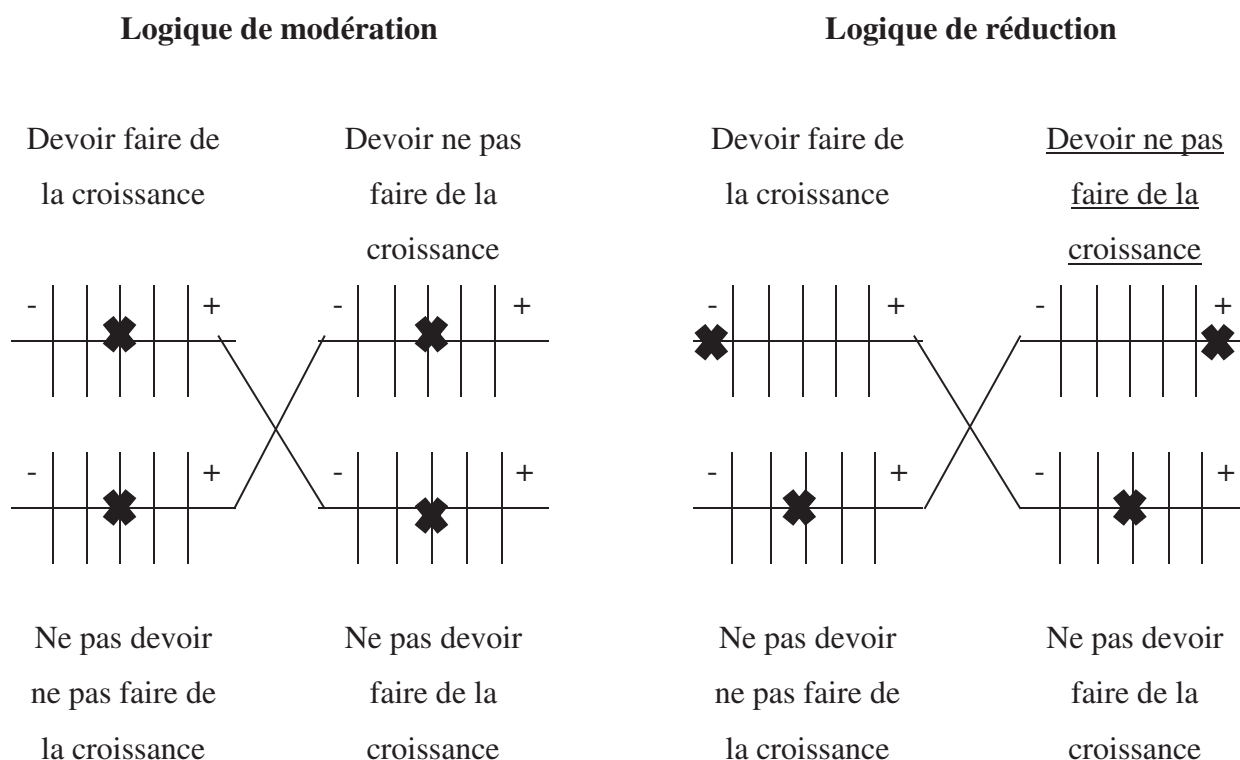 Logique de modération
Logique de réduction
Devoir faire de
la croissance
Devoir ne pas
faire de la
croissance
Devoir faire de
la croissance
Devoir ne pas
faire de la
croissance
- + - +
- + - +
- + - +
- + - +
Ne pas devoir
ne pas faire de
la croissance
Ne pas devoir
faire de la
croissance
Ne pas devoir
ne pas faire de
la croissance
Ne pas devoir
faire de la
croissance